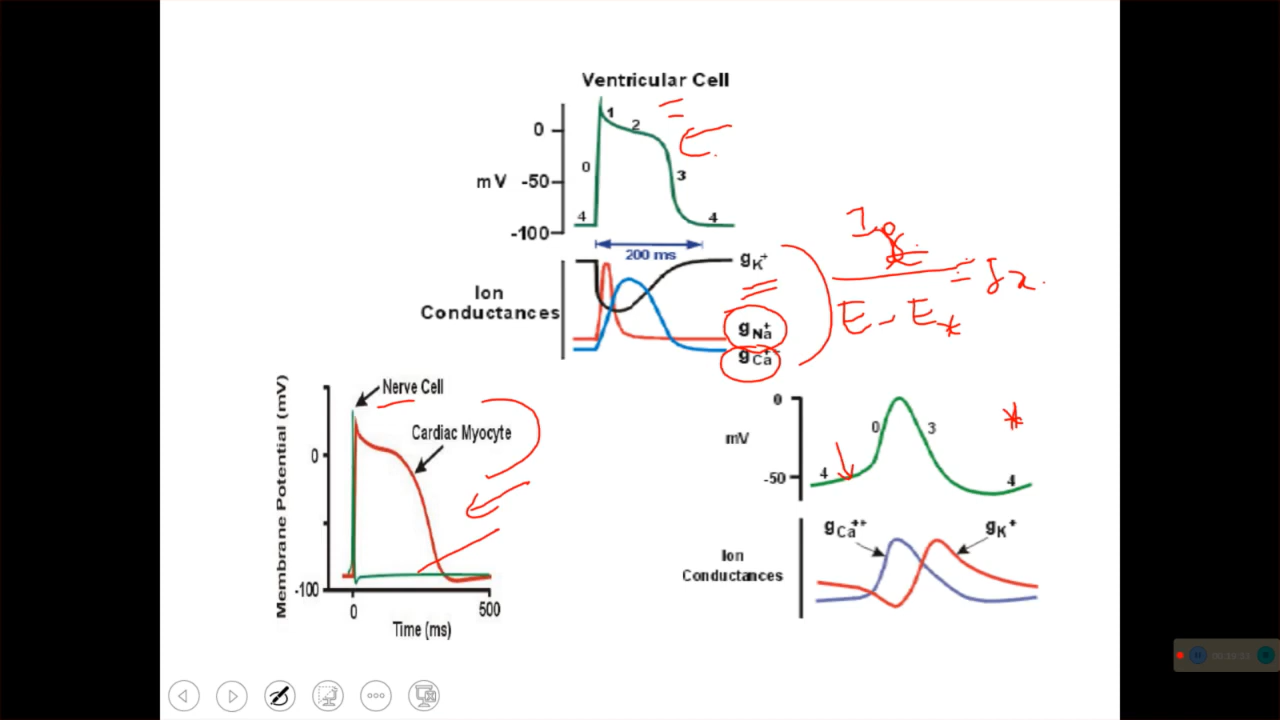 Ventricular Cell
1
2
0
0
mV -50
3
4
4
-100
200 ms
gK+
Ion
Conductances
gNa+
gCa++
E - E
Membrane Potential (mV)
Nerve Cell
Cardiac Myocyte
0
-100
0
500
Time (ms)
0
mV
0
3
-50
4
4
gCa++
gK+
Ion
Conductances